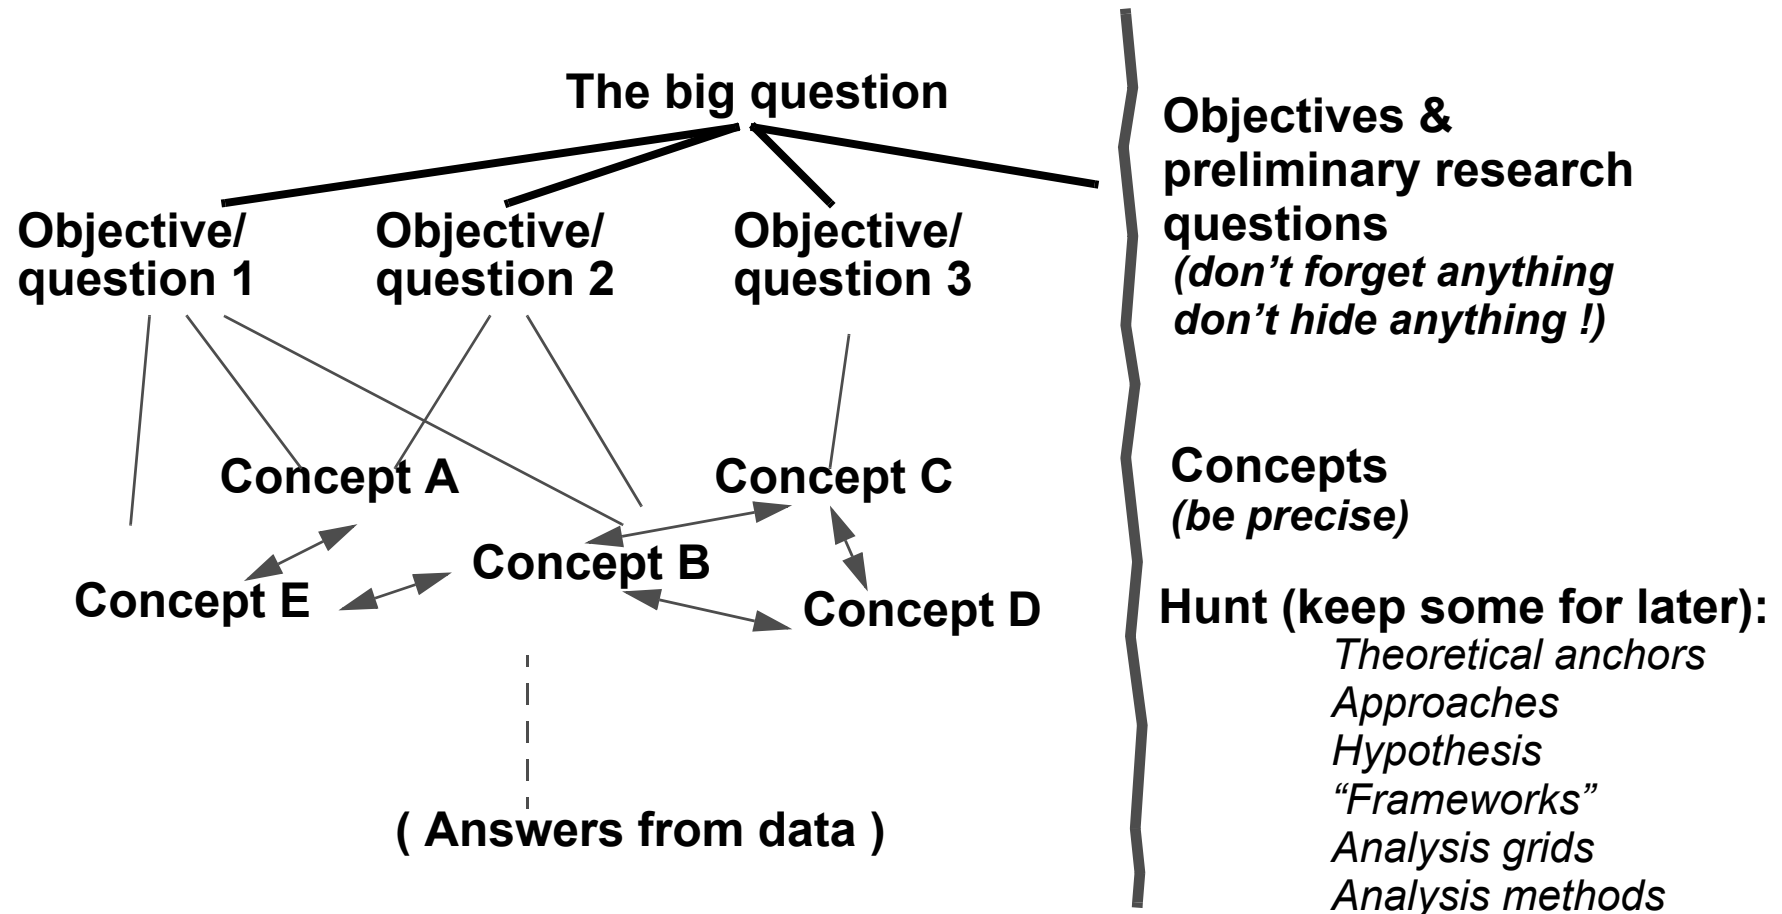 The big question
Objective/
question 1
Objective/
question 2
Objective/
question 3
Concept A
Concept C
Concept B
Concept E
Concept D
( Answers from data )
Objectives &
preliminary research
questions
(don’t forget anything
don’t hide anything !)
Concepts
(be precise)
Hunt (keep some for later):
Theoretical anchors
Approaches
Hypothesis
“Frameworks”
Analysis grids
Analysis methods